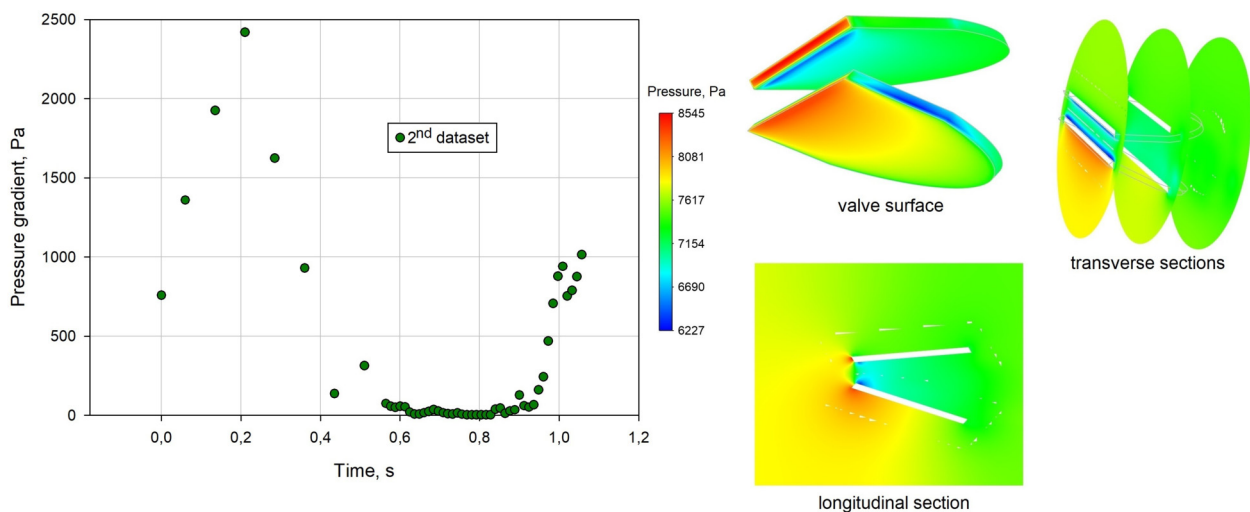 2500
2000
1500
1000
500
0
Pressure gradient, Pa
2nd dataset
0,0
0,2
0,4
0,6
0,8
1,0
1,2
Time, s
Pressure, Pa
8545
8081
7617
7154
6690
6227
valve surface
transverse sections
longitudinal section